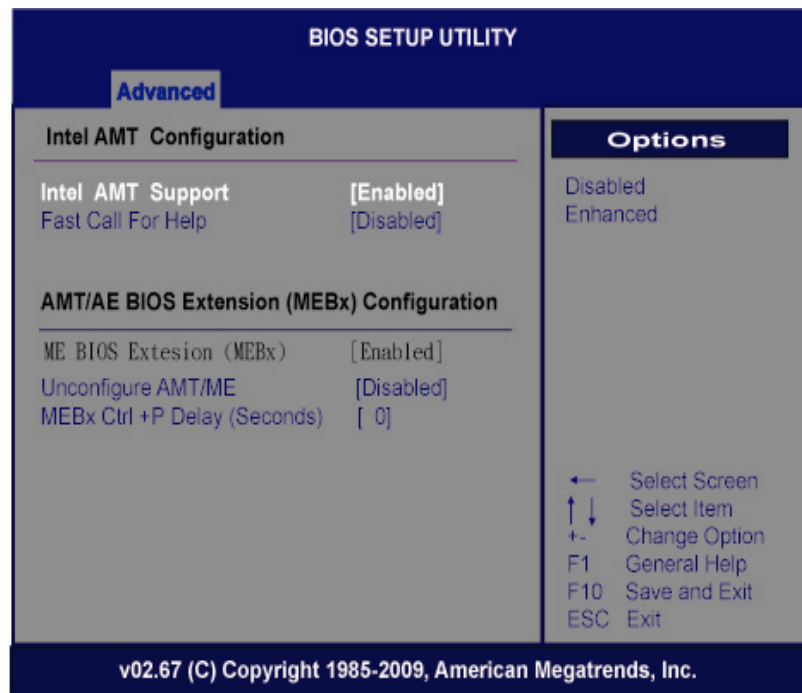 BIOS SETUP UTILITY
Advanced
Intel AMT Configuration
Intel AMT Support [Enabled]
Fast Call For Help [Disabled]
AMT/AE BIOS Extension (MEBx) Configuration
ME BIOS Extesion (MEBx) [Enabled]
Unconfigure AMT/ME [Disabled]
MEBx Ctrl +P Delay (Seconds) [ 0]
Options
Disabled
Enhanced
← Select Screen
↑↓ Select Item
+- Change Option
F1 General Help
F10 Save and Exit
ESC Exit
v02.67 (C) Copyright 1985-2009, American Megatrends, Inc.